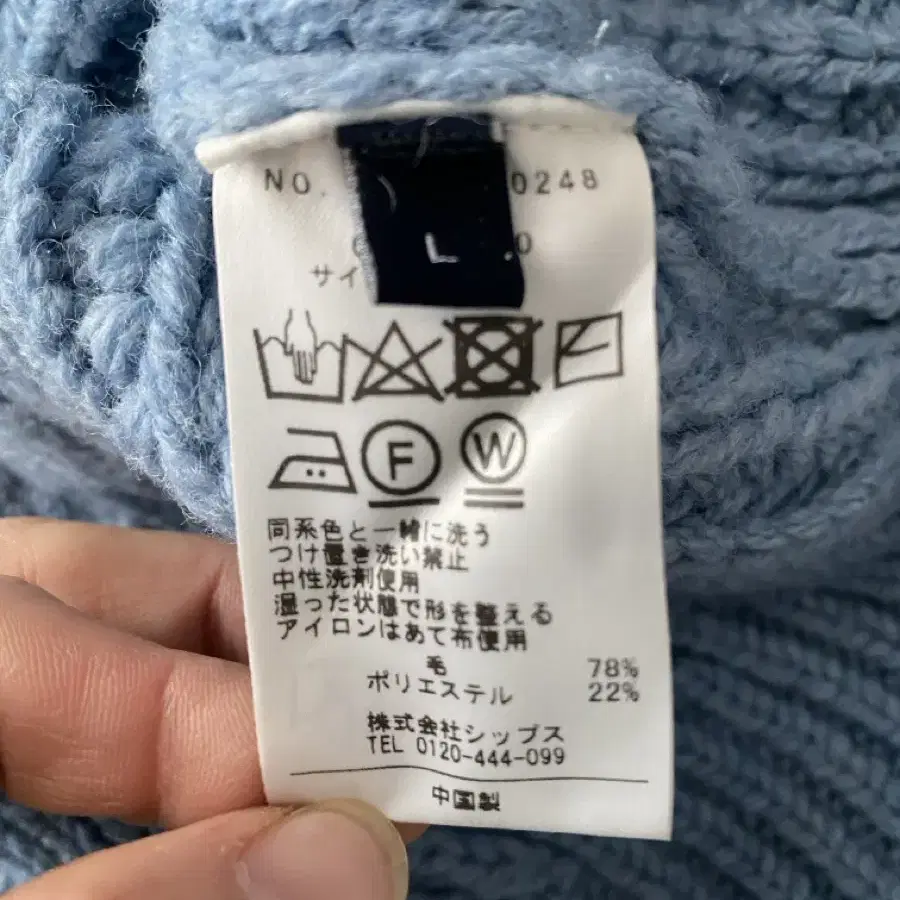 NO. 0248
L 0
サイ
F W
同系色と一緒に洗う
つけ置き洗い禁止
中性洗剤使用
湿った状態で形を整える
アイロンはあて布使用
毛 78%
ポリエステル 22%
株式会社シップス
TEL 0120-444-099
中国製